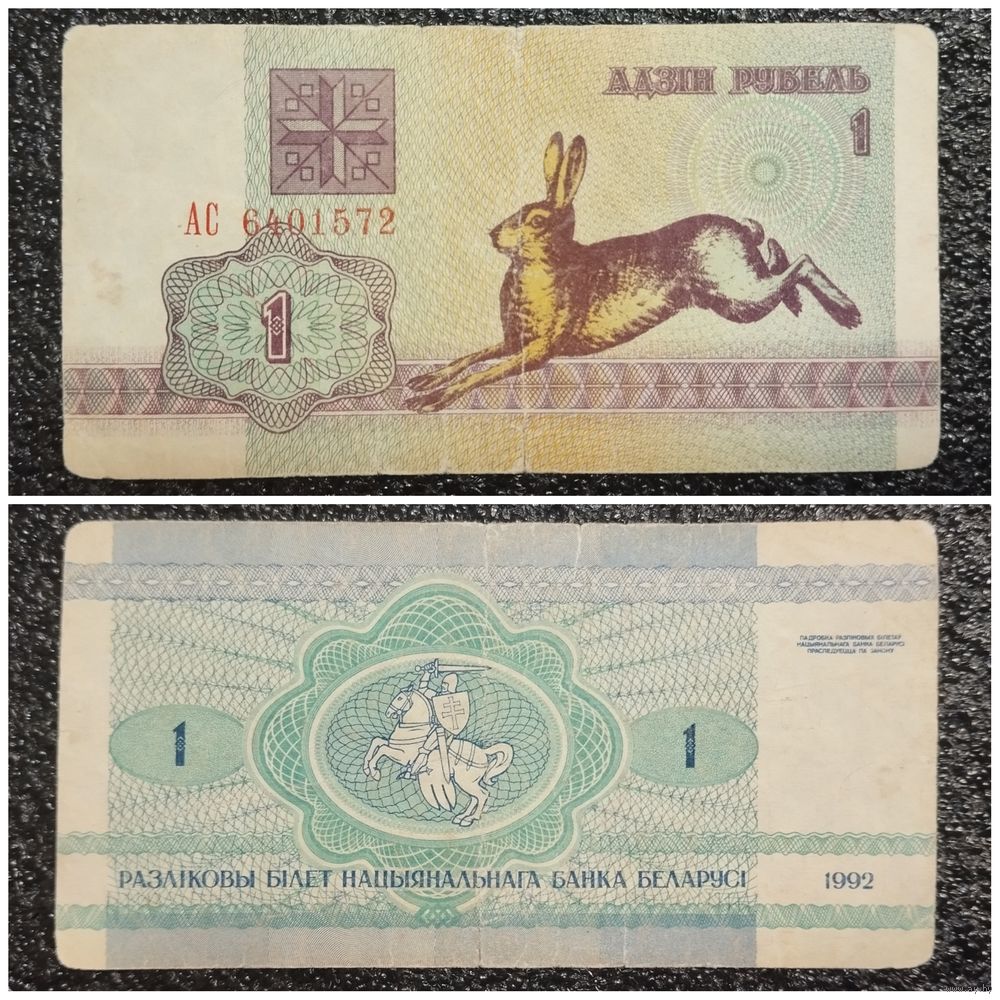 АДЗІН РУБЕЛЬ
1
АС 6401572
1
ПАДРОБКА РАЗЛІКОВЫХ БІЛЕТАЎ
НАЦЫЯНАЛЬНАГА БАНКА БЕЛАРУСІ
ПРАСЛЕДУЕЦЦА ПА ЗАКОНУ
1
1
РАЗЛІКОВЫ БІЛЕТ НАЦЫЯНАЛЬНАГА БАНКА БЕЛАРУСІ 1992